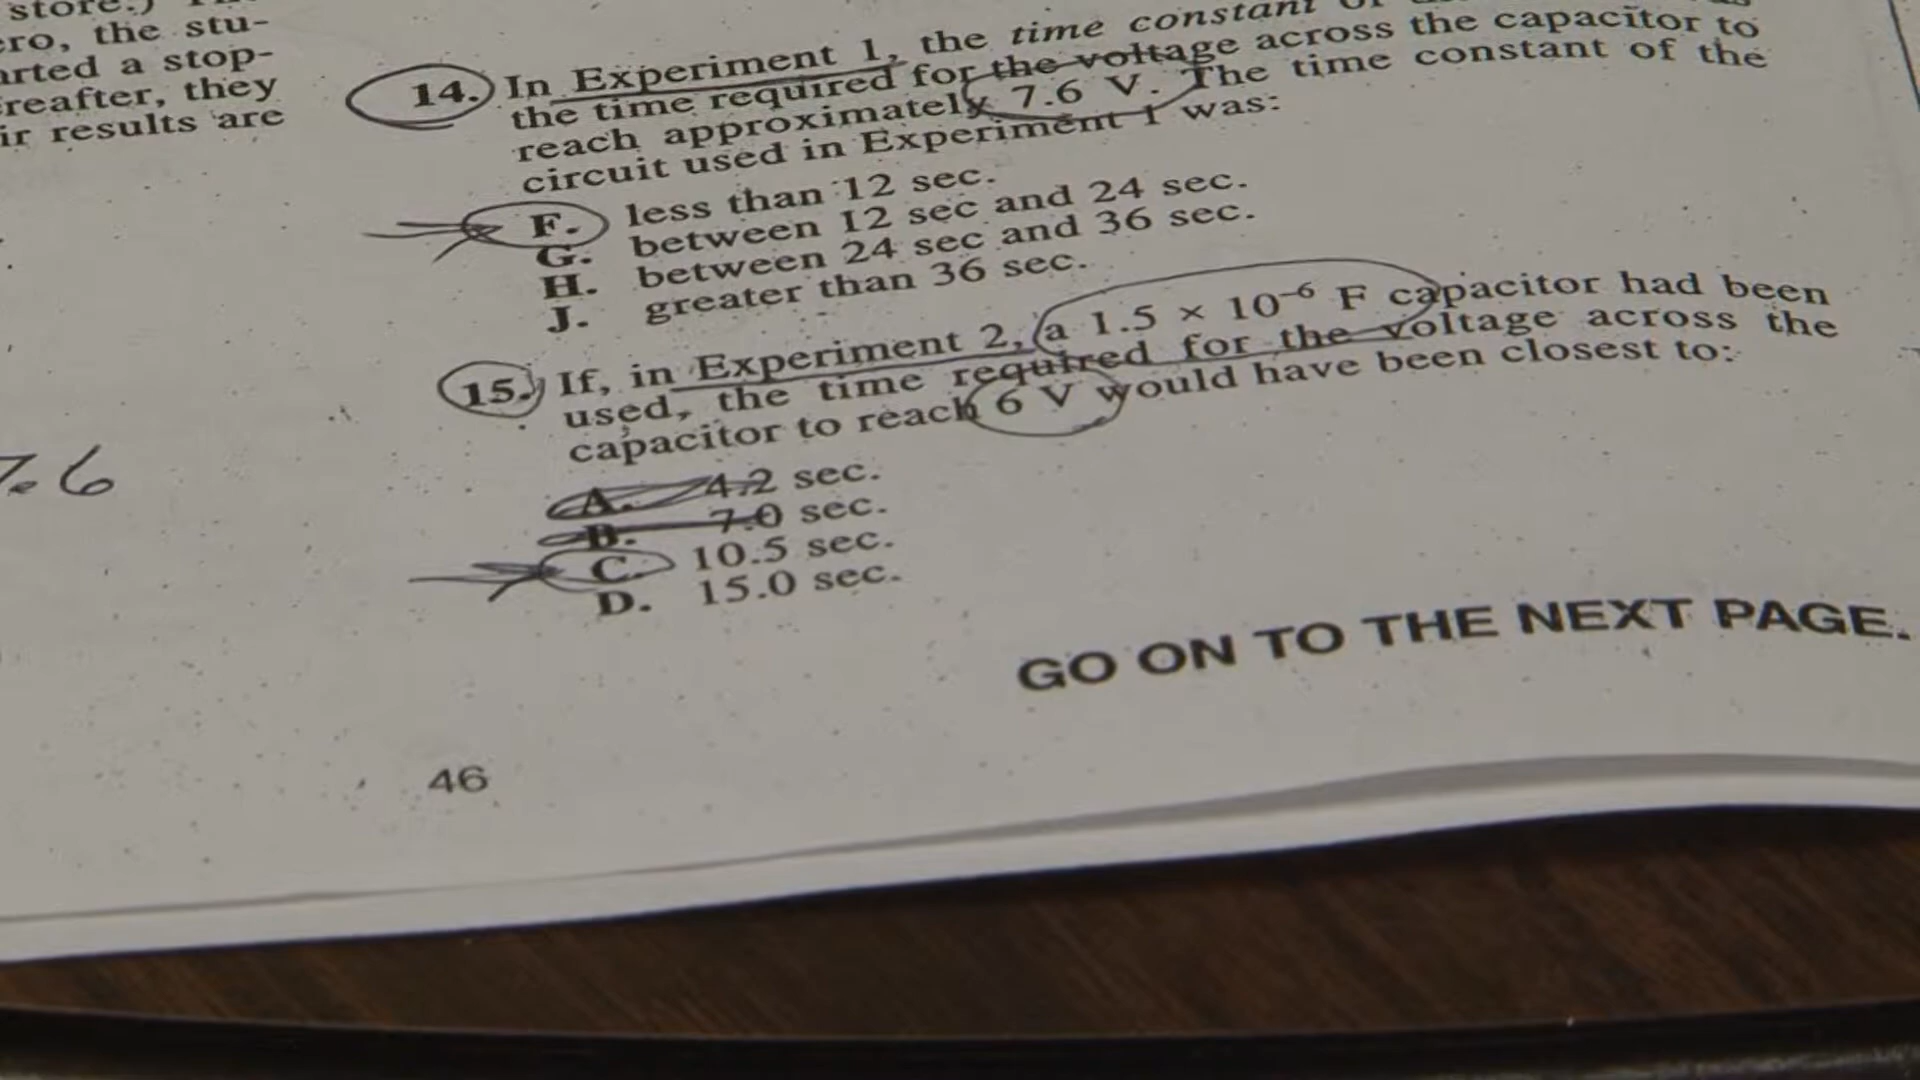 store.)
ero, the stu-
arted a stop-
reafter, they
ir results are
7.6
14. In Experiment 1, the time constant
the time required for the voltage across the capacitor to
reach approximately 7.6 V. The time constant of the
circuit used in Experiment 1 was:
F. less than 12 sec.
G. between 12 sec and 24 sec.
H. between 24 sec and 36 sec.
J. greater than 36 sec.
15. If, in Experiment 2, a 1.5 × 10⁻⁶ F capacitor had been
used, the time required for the voltage across the
capacitor to reach 6 V would have been closest to:
A. 4.2 sec.
B. 7.0 sec.
C. 10.5 sec.
D. 15.0 sec.
GO ON TO THE NEXT PAGE.
46